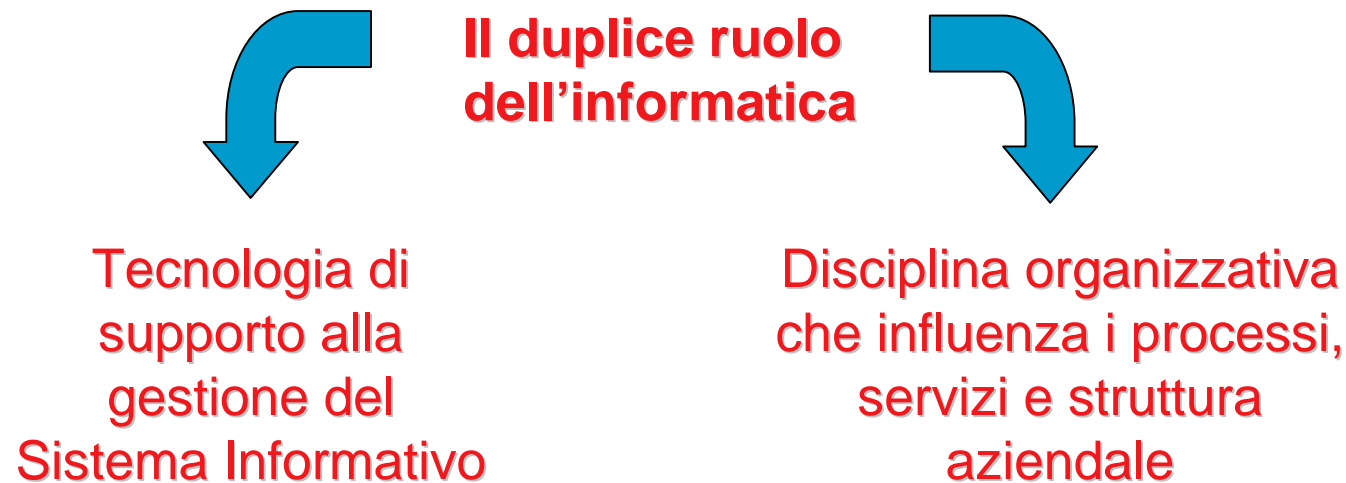 Il duplice ruolo
dell’informatica
Tecnologia di
supporto alla
gestione del
Sistema Informativo
Disciplina organizzativa
che influenza i processi,
servizi e struttura
aziendale